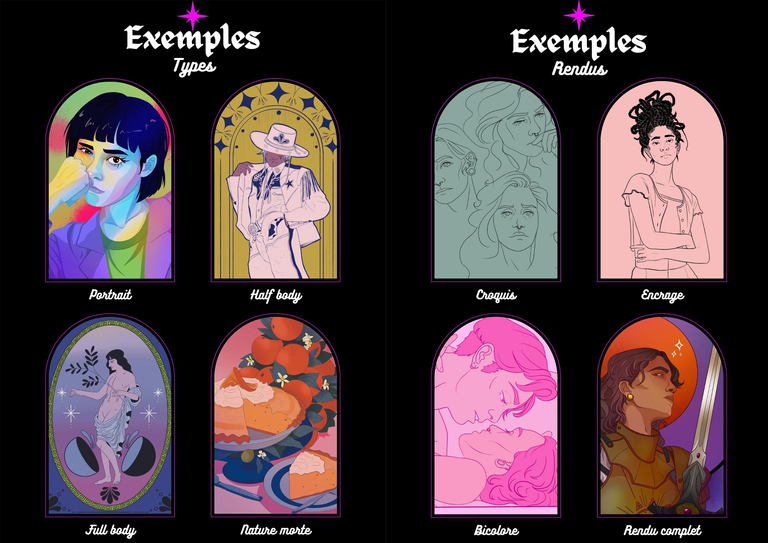 Exemples
Types
Portrait
Half body
Full body
Nature morte
Exemples
Rendus
Croquis
Encrage
Bicolore
Rendu complet